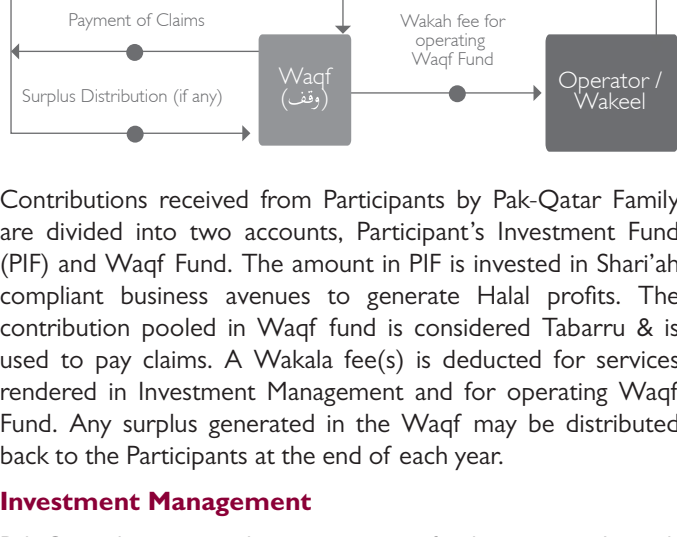 Payment of Claims
Wakah fee for
operating
Waqf Fund
Waqf
(وقف)
Operator /
Wakeel
Surplus Distribution (if any)
Contributions received from Participants by Pak-Qatar Family
are divided into two accounts, Participant's Investment Fund
(PIF) and Waqf Fund. The amount in PIF is invested in Shari'ah
compliant business avenues to generate Halal profits. The
contribution pooled in Waqf fund is considered Tabarru & is
used to pay claims. A Wakala fee(s) is deducted for services
rendered in Investment Management and for operating Waqf
Fund. Any surplus generated in the Waqf may be distributed
back to the Participants at the end of each year.
Investment Management